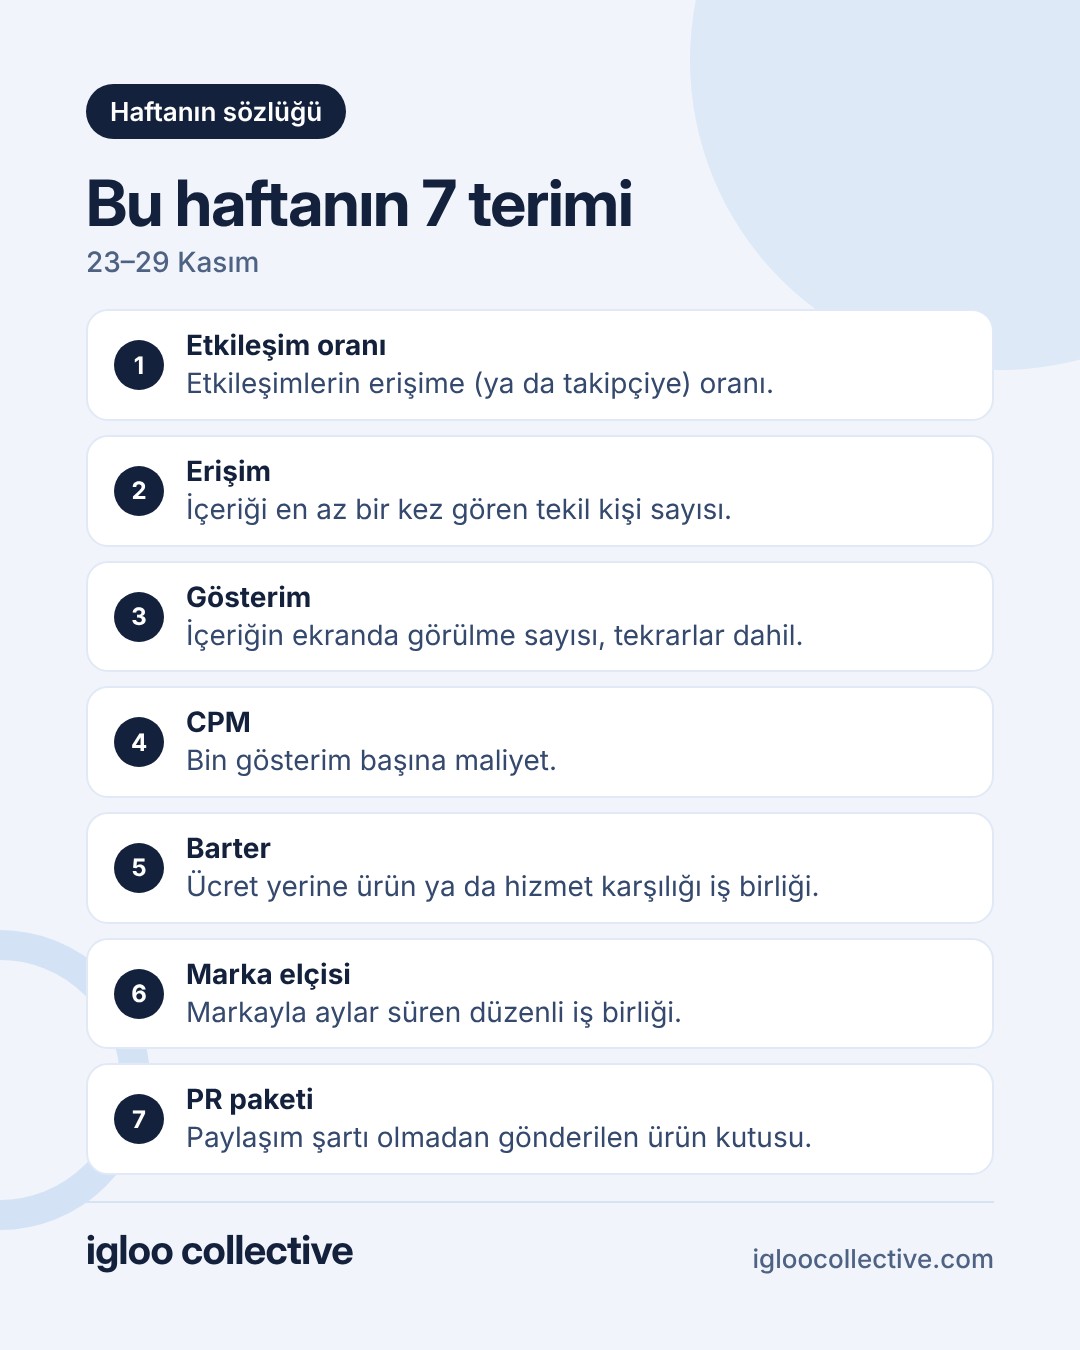 Haftanın sözlüğü
Bu haftanın 7 terimi
23–29 Kasım
1
Etkileşim oranı
Etkileşimlerin erişime (ya da takipçiye) oranı.
2
Erişim
İçeriği en az bir kez gören tekil kişi sayısı.
3
Gösterim
İçeriğin ekranda görülme sayısı, tekrarlar dahil.
4
CPM
Bin gösterim başına maliyet.
5
Barter
Ücret yerine ürün ya da hizmet karşılığı iş birliği.
6
Marka elçisi
Markayla aylar süren düzenli iş birliği.
7
PR paketi
Paylaşım şartı olmadan gönderilen ürün kutusu.
igloo collective
igloocollective.com